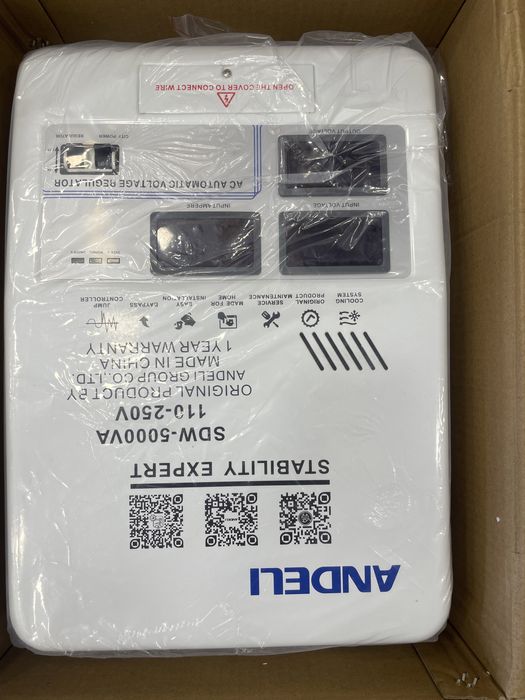 ANDELI
STABILITY EXPERT
SDW-5000VA
110-250V
ORIGINAL PRODUCT BY
ANDELI GROUP CO.,LTD.
MADE IN CHINA
1 YEAR WARRANTY
COOLING SYSTEM
ORIGINAL PRODUCT
SERVICE MAINTENANCE
MADE FOR HOME
EASY INSTALLATION
BAYPASS
JUMP CONTROLLER
INPUT VOLTAGE
INPUT AMPERE
OUTPUT VOLTAGE
AC AUTOMATIC VOLTAGE REGULATOR
CITY POWER
REGULATOR
OPEN THE COVER TO CONNECT WIRE